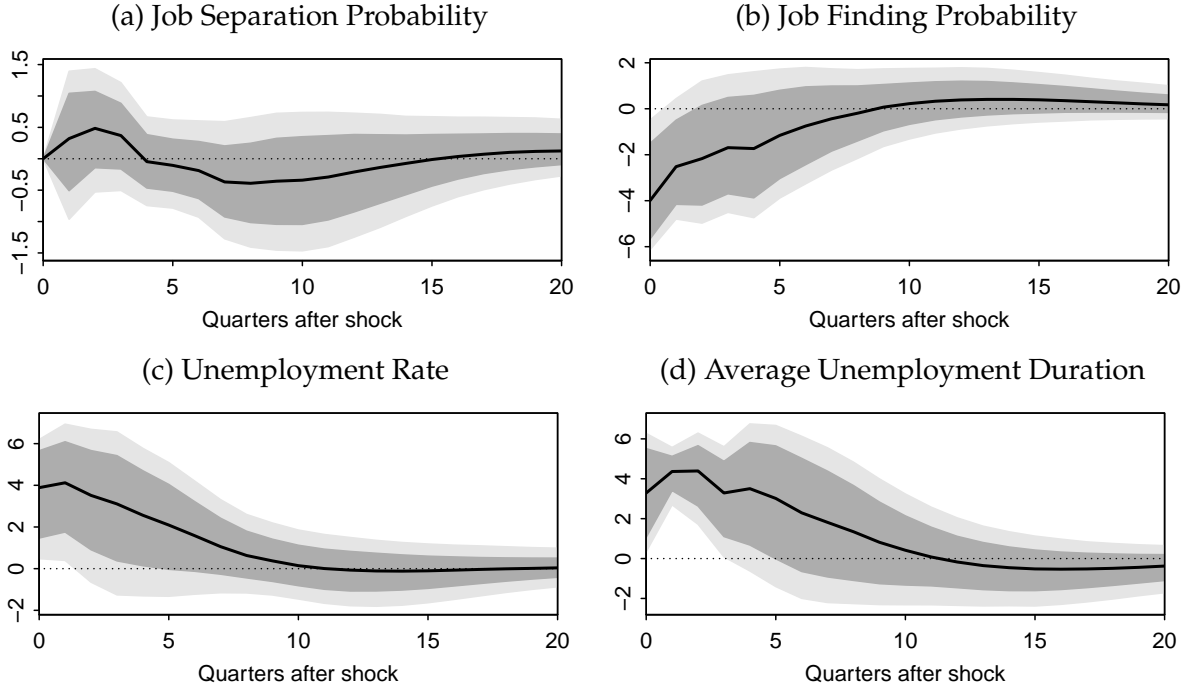 (a) Job Separation Probability
1.5
0.5
−0.5
−1.5
0 5 10 15 20
Quarters after shock
(b) Job Finding Probability
2
0
−2
−4
−6
0 5 10 15 20
Quarters after shock
(c) Unemployment Rate
6
4
2
0
−2
0 5 10 15 20
Quarters after shock
(d) Average Unemployment Duration
6
4
2
0
−2
0 5 10 15 20
Quarters after shock